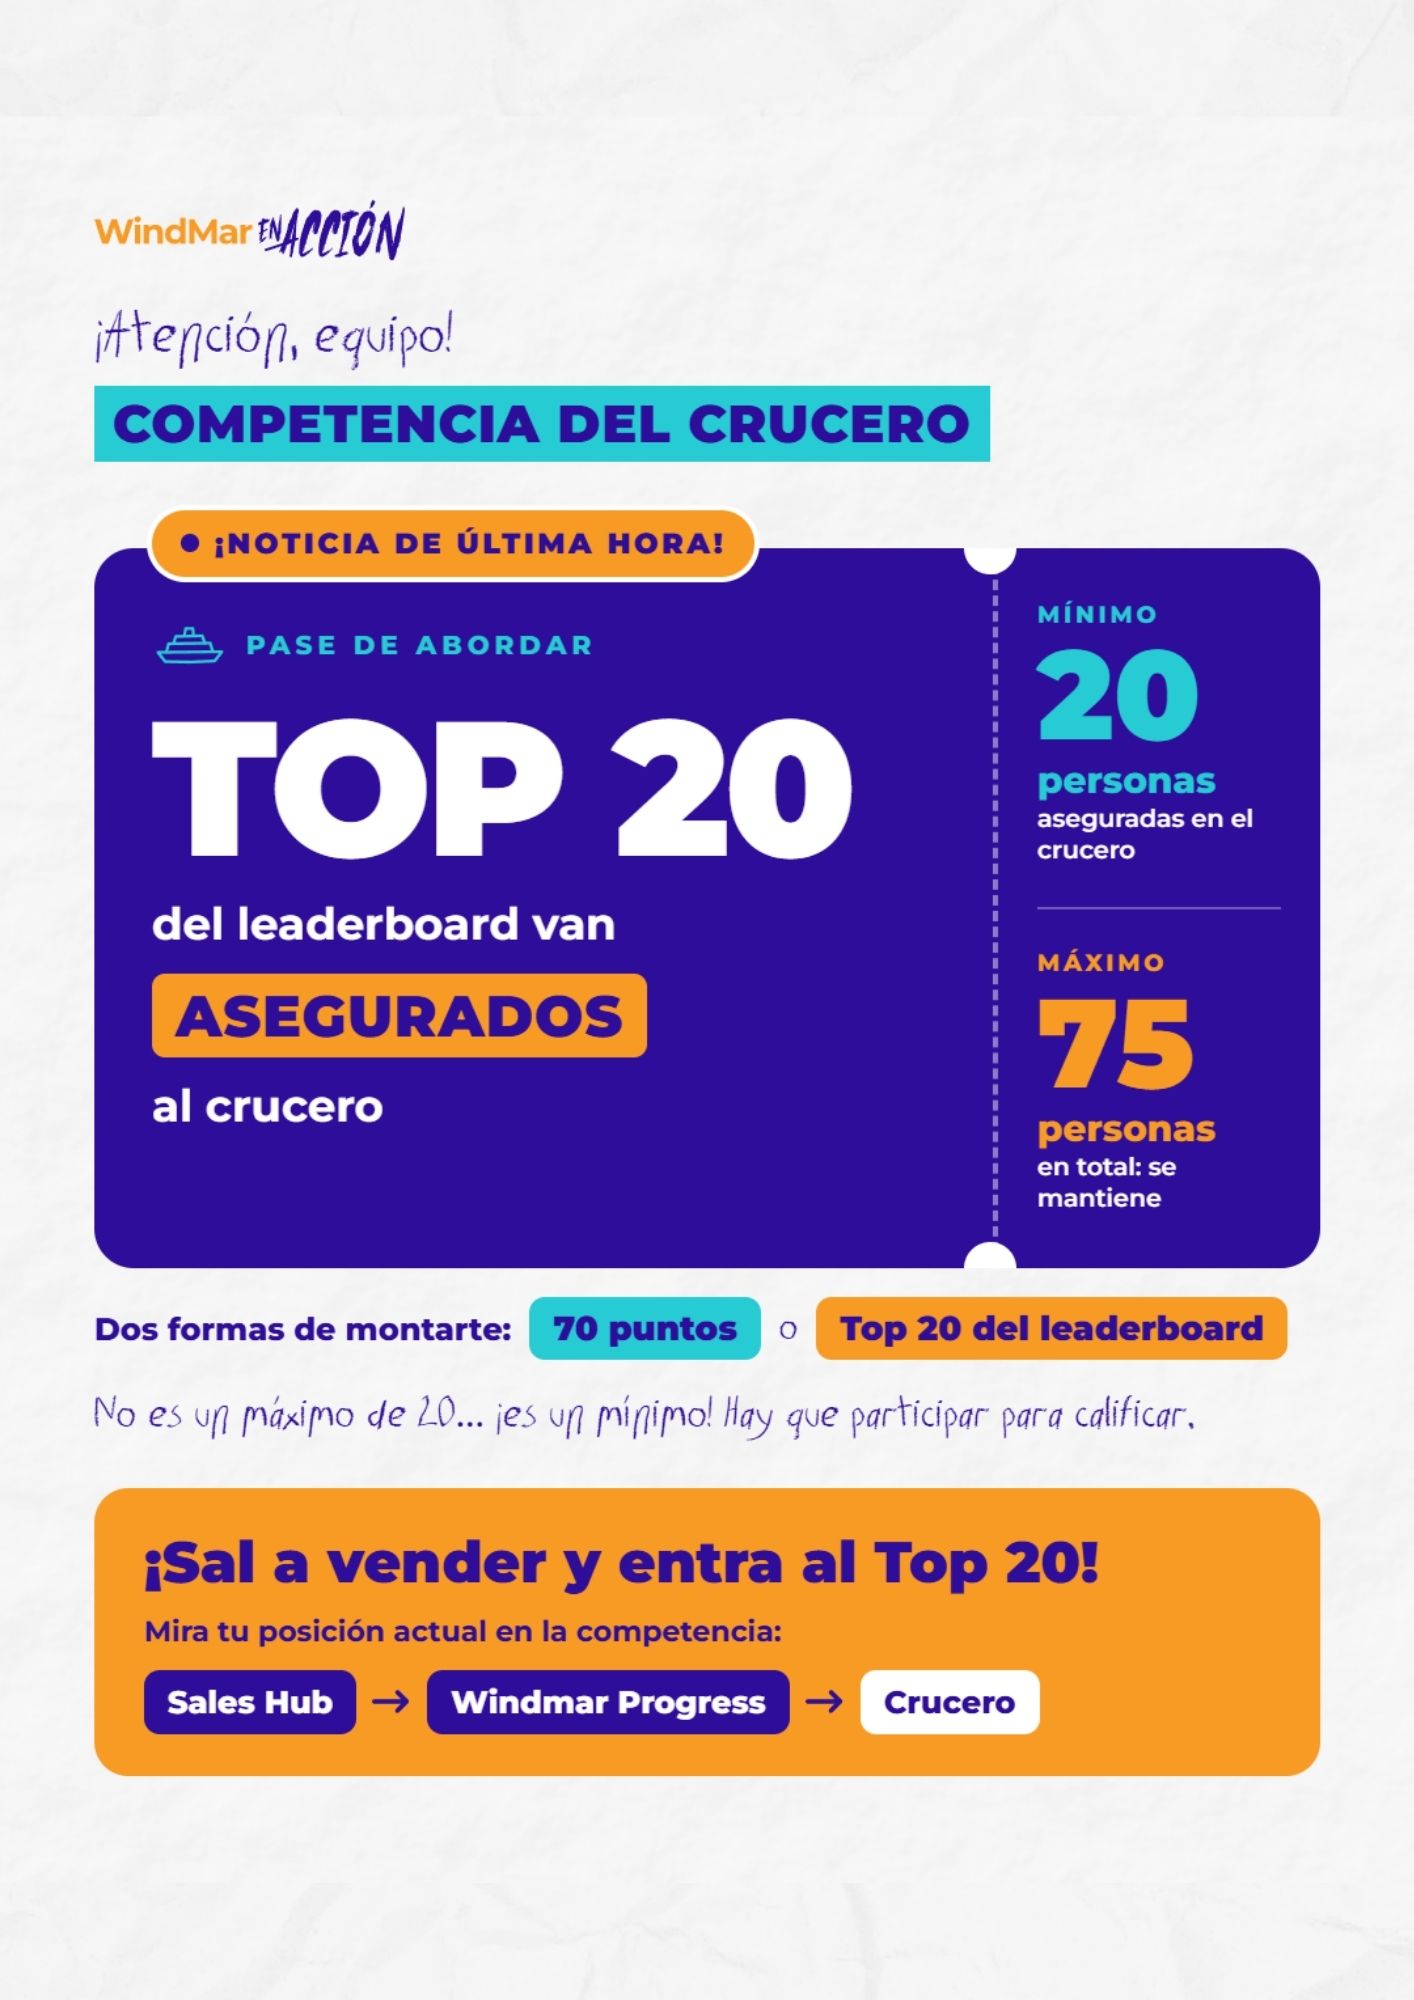 WindMar EN ACCIÓN
¡Atención, equipo!
COMPETENCIA DEL CRUCERO
¡NOTICIA DE ÚLTIMA HORA!
PASE DE ABORDAR
TOP 20
del leaderboard van
ASEGURADOS
al crucero
MÍNIMO
20
personas
aseguradas en el
crucero
MÁXIMO
75
personas
en total: se
mantiene
Dos formas de montarte: 70 puntos o Top 20 del leaderboard
No es un máximo de 20... ¡es un mínimo! Hay que participar para calificar.
¡Sal a vender y entra al Top 20!
Mira tu posición actual en la competencia:
Sales Hub → Windmar Progress → Crucero